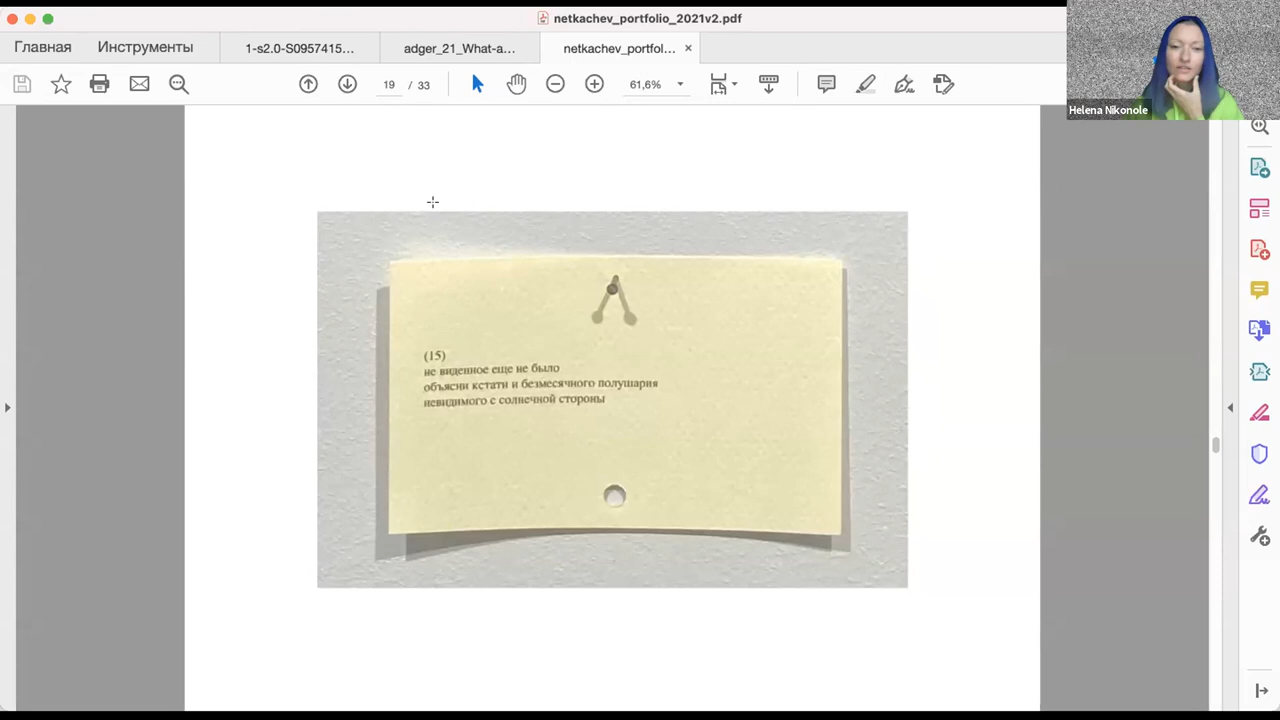 netkachev_portfolio_2021v2.pdf
Главная
Инструменты
1-s2.0-S0957415...
adger_21_What-a...
netkachev_portfol...
19 / 33
61,6%
Helena Nikonole
(15)
не виденное еще не было
объясни кстати и безмесячного полушария
невидимого с солнечной стороны